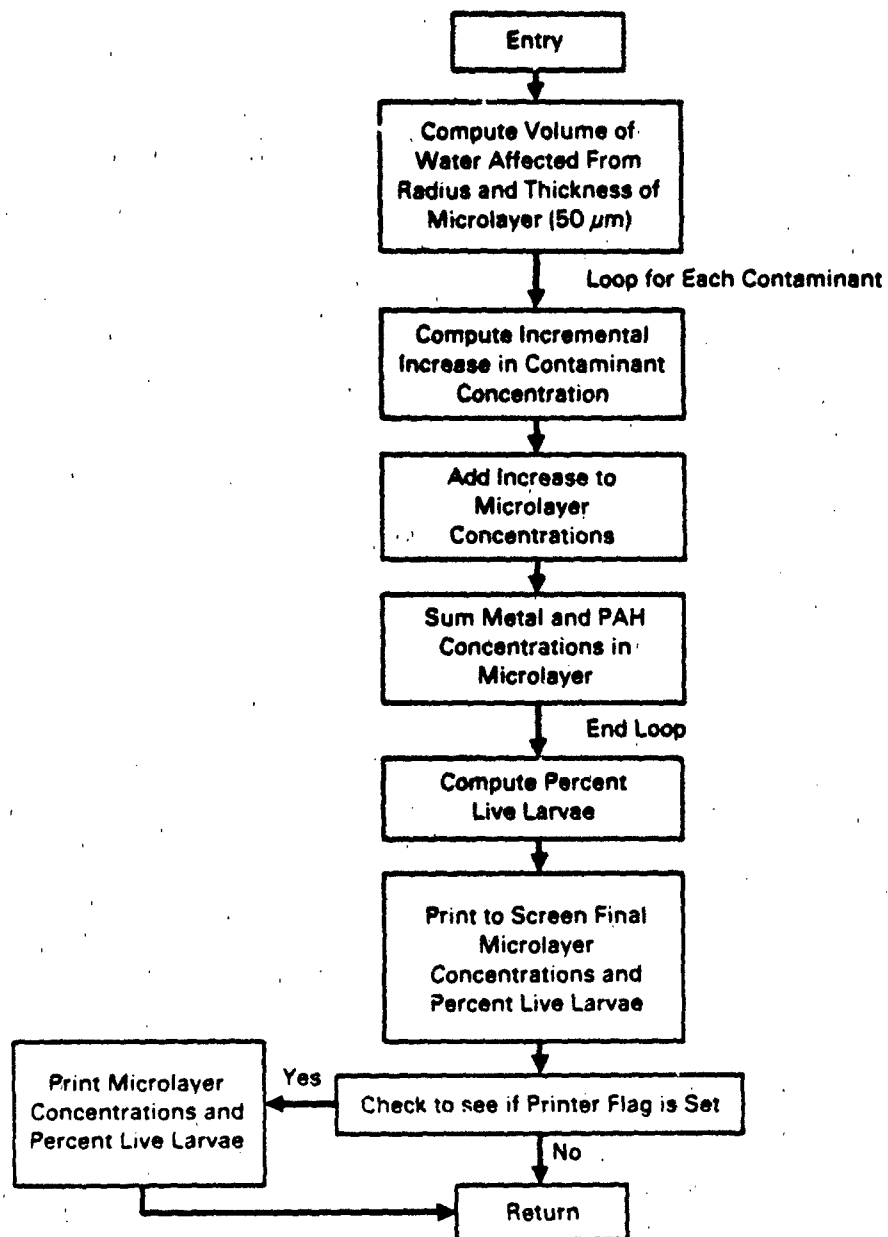 Entry
Compute Volume of
Water Affected From
Radius and Thickness of
Microlayer (50 µm)
Loop for Each Contaminant
Compute Incremental
Increase in Contaminant
Concentration
Add Increase to
Microlayer
Concentrations
Sum Metal and PAH
Concentrations in
Microlayer
End Loop
Compute Percent
Live Larvae
Print to Screen Final
Microlayer
Concentrations and
Percent Live Larvae
Check to see if Printer Flag is Set
Yes
Print Microlayer
Concentrations and
Percent Live Larvae
No
Return